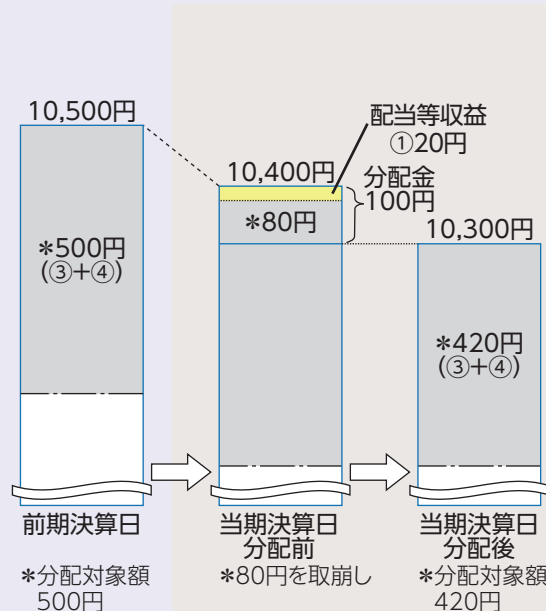 10,500円
配当等収益
①20円
10,400円
分配金
100円
*80円
10,300円
*500円
(③+④)
*420円
(③+④)
前期決算日
当期決算日
分配前
当期決算日
分配後
*分配対象額
500円
*80円を取崩し
*分配対象額
420円